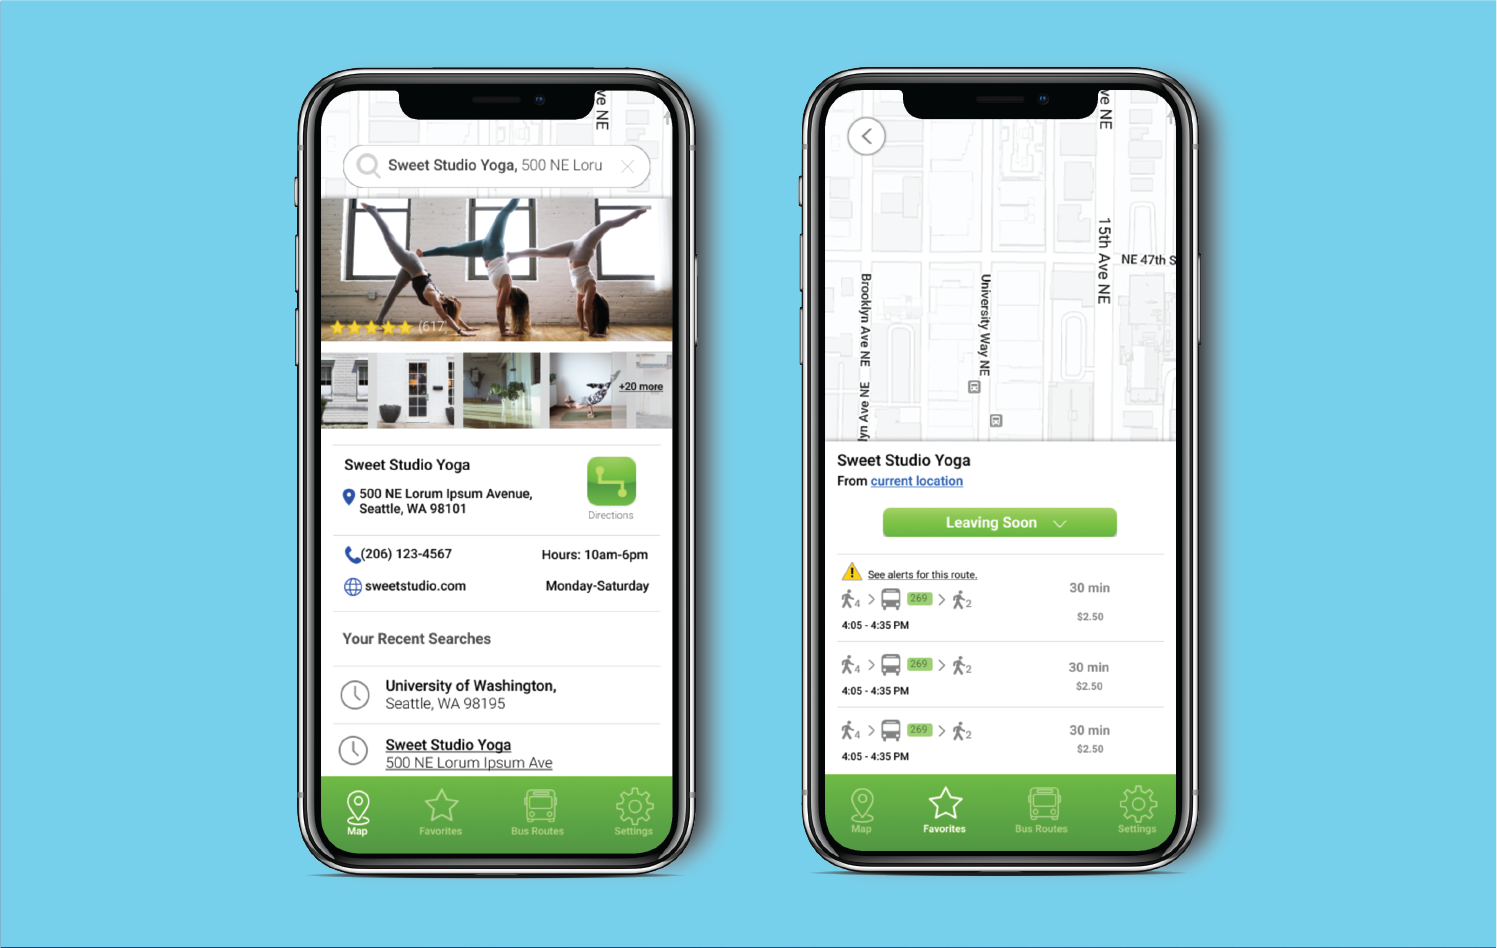 ve NE
Sweet Studio Yoga, 500 NE Loru
(617)
+20 more
Sweet Studio Yoga
500 NE Lorum Ipsum Avenue,
Seattle, WA 98101
Directions
(206) 123-4567
Hours: 10am-6pm
sweetstudio.com
Monday-Saturday
Your Recent Searches
University of Washington,
Seattle, WA 98195
Sweet Studio Yoga
500 NE Lorum Ipsum Ave
Map
Favorites
Bus Routes
Settings
ve NE
15th Ave NE
NE 47th S
Brooklyn Ave NE
University Way NE
lyn Ave NE
Sweet Studio Yoga
From current location
Leaving Soon
See alerts for this route.
30 min
4 269 2
$2.50
4:05 - 4:35 PM
4 269 2
30 min
$2.50
4:05 - 4:35 PM
4 269 2
30 min
$2.50
4:05 - 4:35 PM
Map
Favorites
Bus Routes
Settings